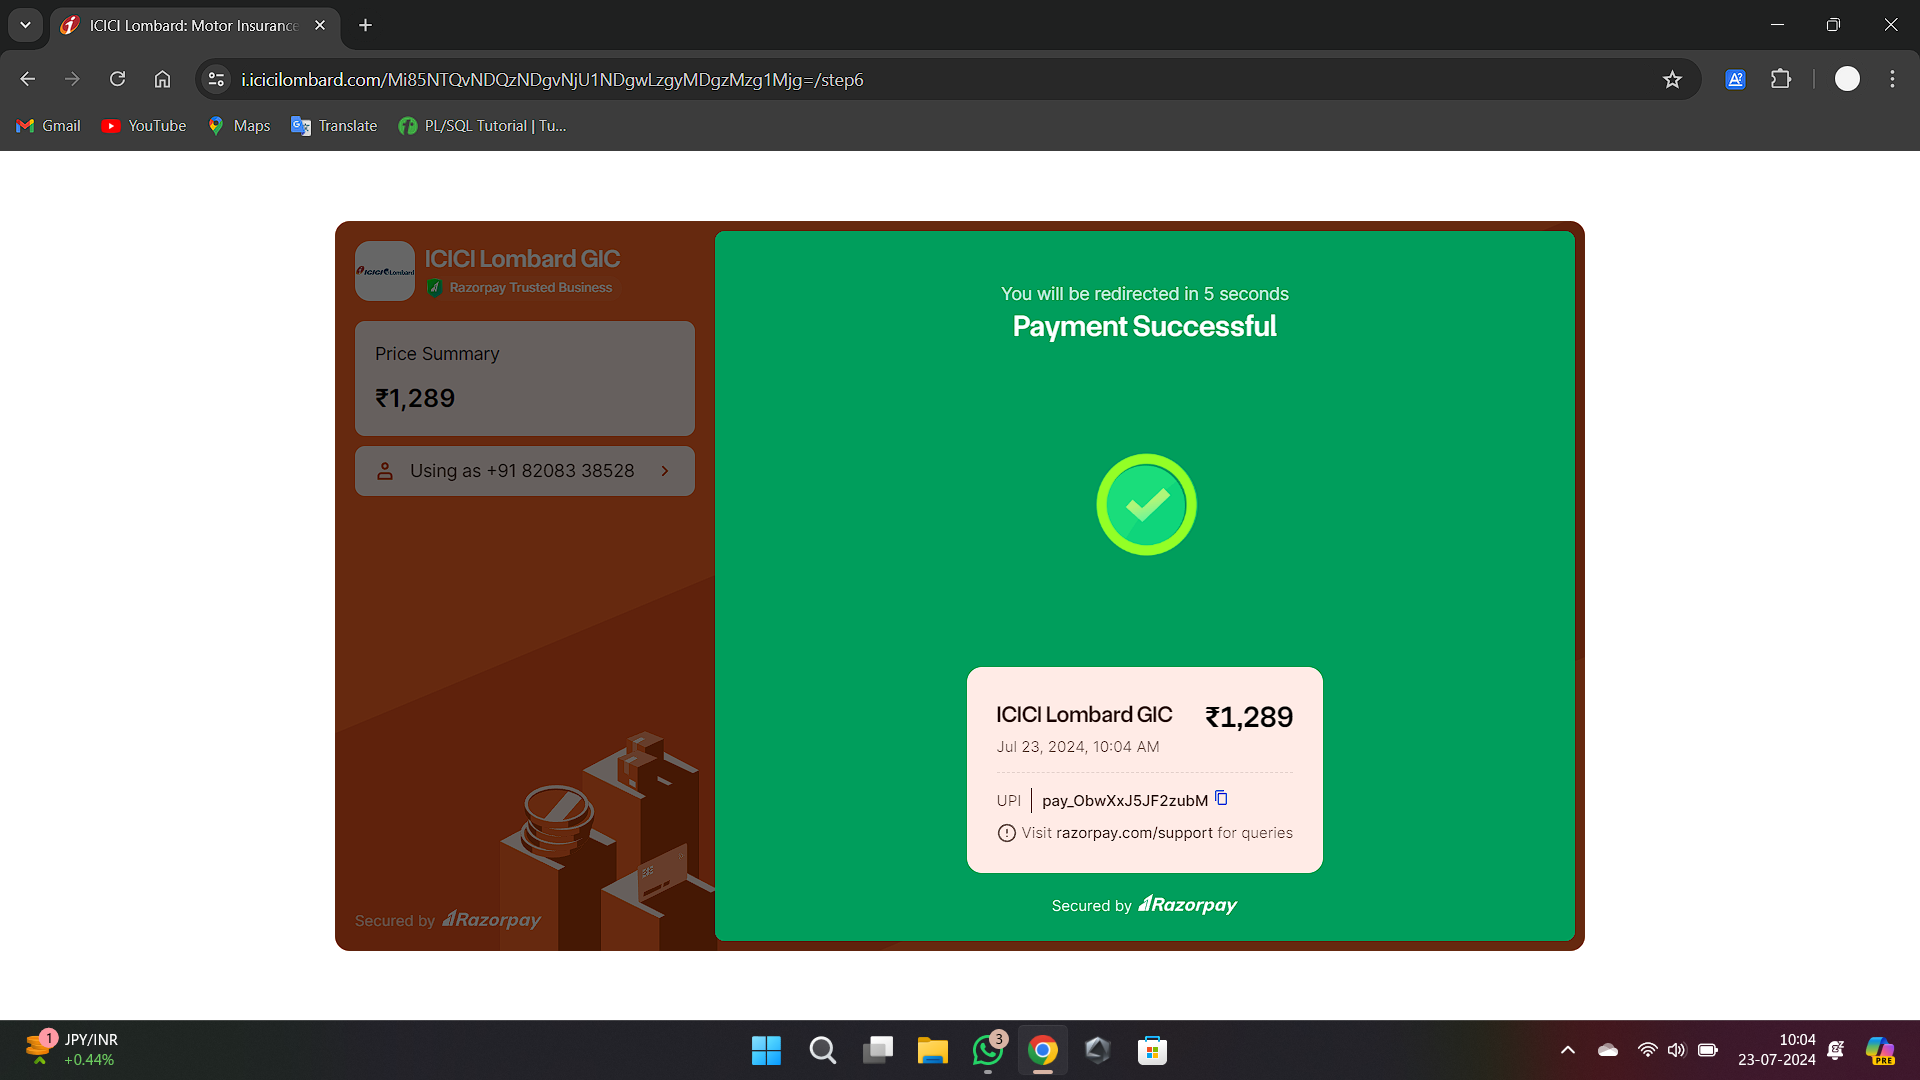 ICICI Lombard: Motor Insurance
i.icicilombard.com/Mi85NTQvNDQzNDgvNjU1NDgwLzgyMDgzMzg1Mjg=/step6
Gmail
YouTube
Maps
Translate
PL/SQL Tutorial | Tu...
ICICI Lombard
ICICI Lombard GIC
Razorpay Trusted Business
Price Summary
₹1,289
Using as +91 82083 38528
Secured by Razorpay
You will be redirected in 5 seconds
Payment Successful
ICICI Lombard GIC ₹1,289
Jul 23, 2024, 10:04 AM
UPI pay_ObwXxJ5JF2zubM
Visit razorpay.com/support for queries
Secured by Razorpay
1
JPY/INR
+0.44%
3
10:04
23-07-2024
PRE